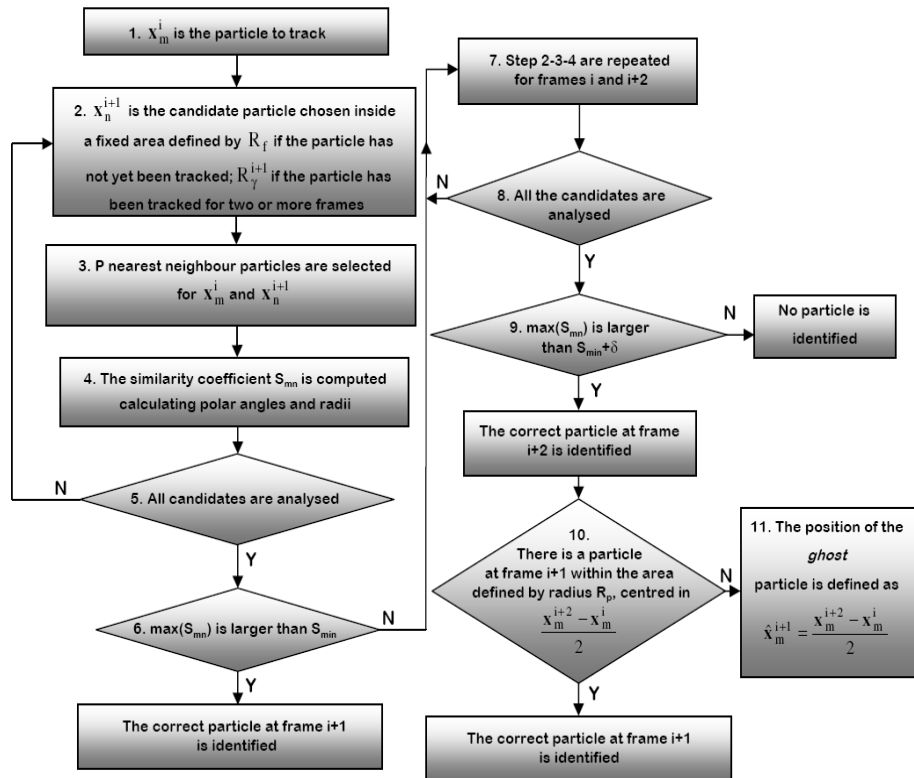 1. x_m^i is the particle to track
2. x_n^{i+1} is the candidate particle chosen inside
a fixed area defined by R_f if the particle has
not yet been tracked; R_γ^{i+1} if the particle has
been tracked for two or more frames
3. P nearest neighbour particles are selected
for x_m^i and x_n^{i+1}
4. The similarity coefficient S_mn is computed
calculating polar angles and radii
N
5. All candidates are analysed
Y
N
6. max(S_mn) is larger than S_min
Y
The correct particle at frame i+1
is identified
7. Step 2-3-4 are repeated
for frames i and i+2
N
8. All the candidates are
analysed
Y
9. max(S_mn) is larger
than S_min+δ
N
No particle is
identified
Y
The correct particle at frame
i+2 is identified
10.
There is a particle
at frame i+1 within the area
defined by radius R_p, centred in
x_m^{i+2} - x_m^i
2
N
11. The position of the
ghost
particle is defined as
x̂_m^{i+1} = (x_m^{i+2} - x_m^i) / 2
Y
The correct particle at frame i+1
is identified